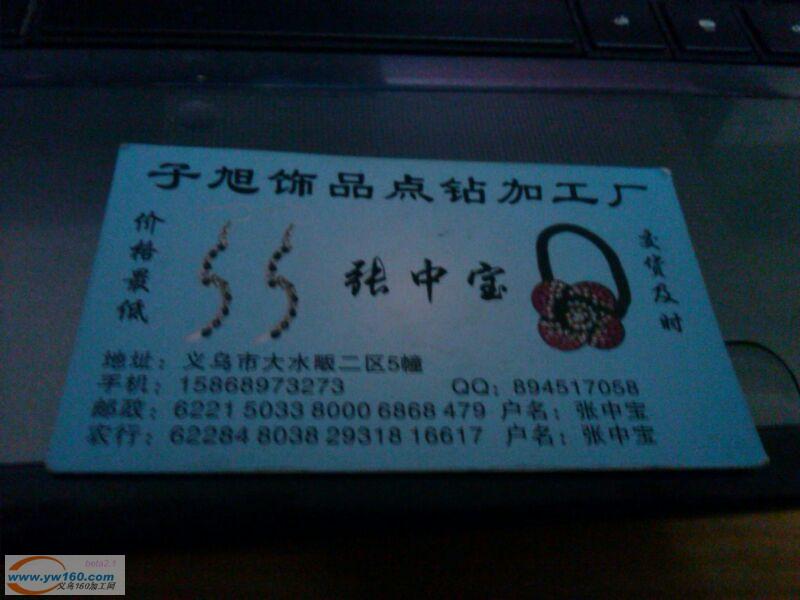 子旭饰品点钻加工厂
价格最低
张中宝
交货及时
地址：义乌市大水畈二区5幢
手机：15868973273 QQ：894517058
邮政：6221 5033 8000 6868 479 户名：张中宝
农行：62284 8038 29318 16617 户名：张中宝
beta2.1
www.yw160.com
义乌160加工网